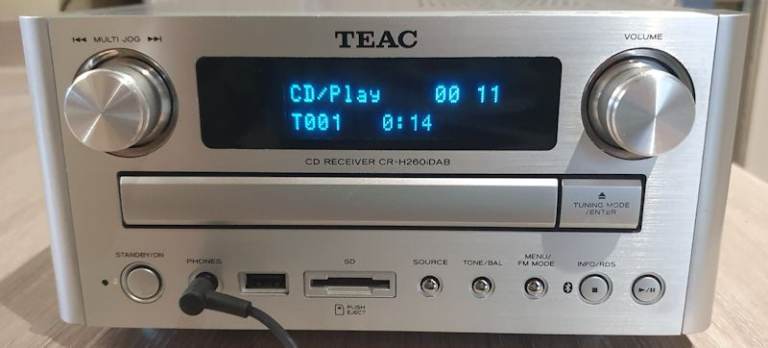 MULTI JOG
TEAC
VOLUME
CD/Play 00 11
T001 0:14
CD RECEIVER CR-H260iDAB
TUNING MODE
/ENTER
STANDBY/ON
PHONES
SD
PUSH
EJECT
SOURCE
TONE/BAL
MENU/
FM MODE
INFO/RDS